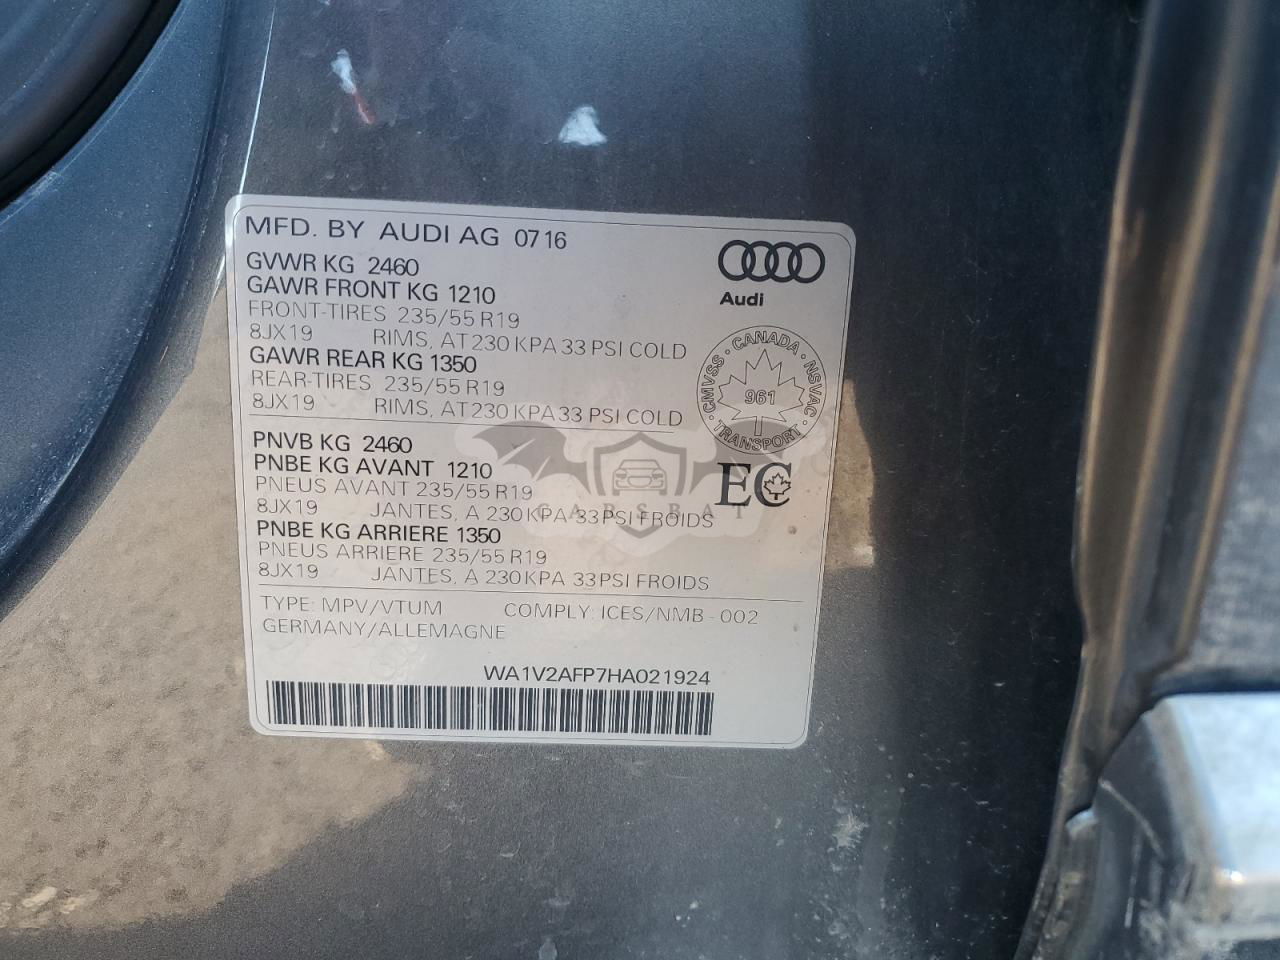 MFD. BY AUDI AG 0716
Audi
GVWR KG 2460
GAWR FRONT KG 1210
FRONT-TIRES 235/55 R19
8JX19 RIMS, AT 230 KPA 33 PSI COLD
GAWR REAR KG 1350
REAR-TIRES 235/55 R19
8JX19 RIMS, AT 230 KPA 33 PSI COLD
CMVSS · CANADA · NSVAC · TRANSPORT ·
961
PNVB KG 2460
PNBE KG AVANT 1210
PNEUS AVANT 235/55 R19
8JX19 JANTES, A 230 KPA 33 PSI FROIDS
EC
CARSBAT
PNBE KG ARRIERE 1350
PNEUS ARRIERE 235/55 R19
8JX19 JANTES, A 230 KPA 33 PSI FROIDS
TYPE: MPV/VTUM COMPLY: ICES/NMB - 002
GERMANY/ALLEMAGNE
WA1V2AFP7HA021924